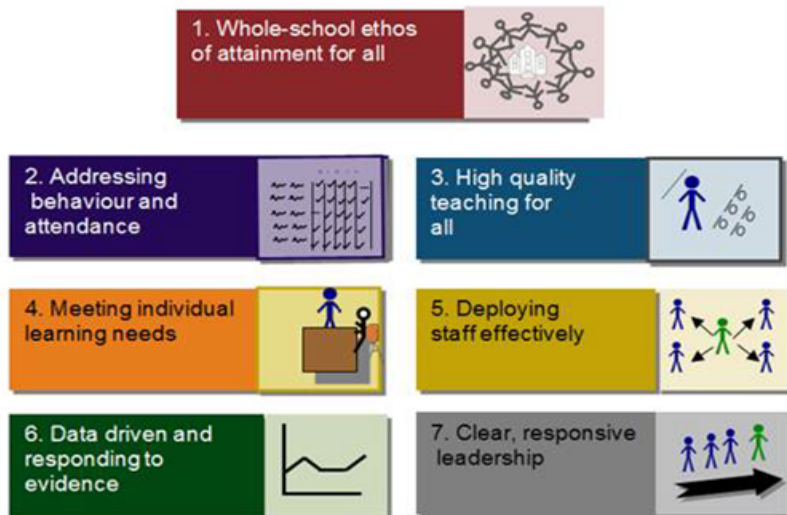 1. Whole-school ethos
of attainment for all
2. Addressing
behaviour and
attendance
3. High quality
teaching for
all
4. Meeting individual
learning needs
5. Deploying
staff effectively
6. Data driven and
responding to
evidence
7. Clear, responsive
leadership